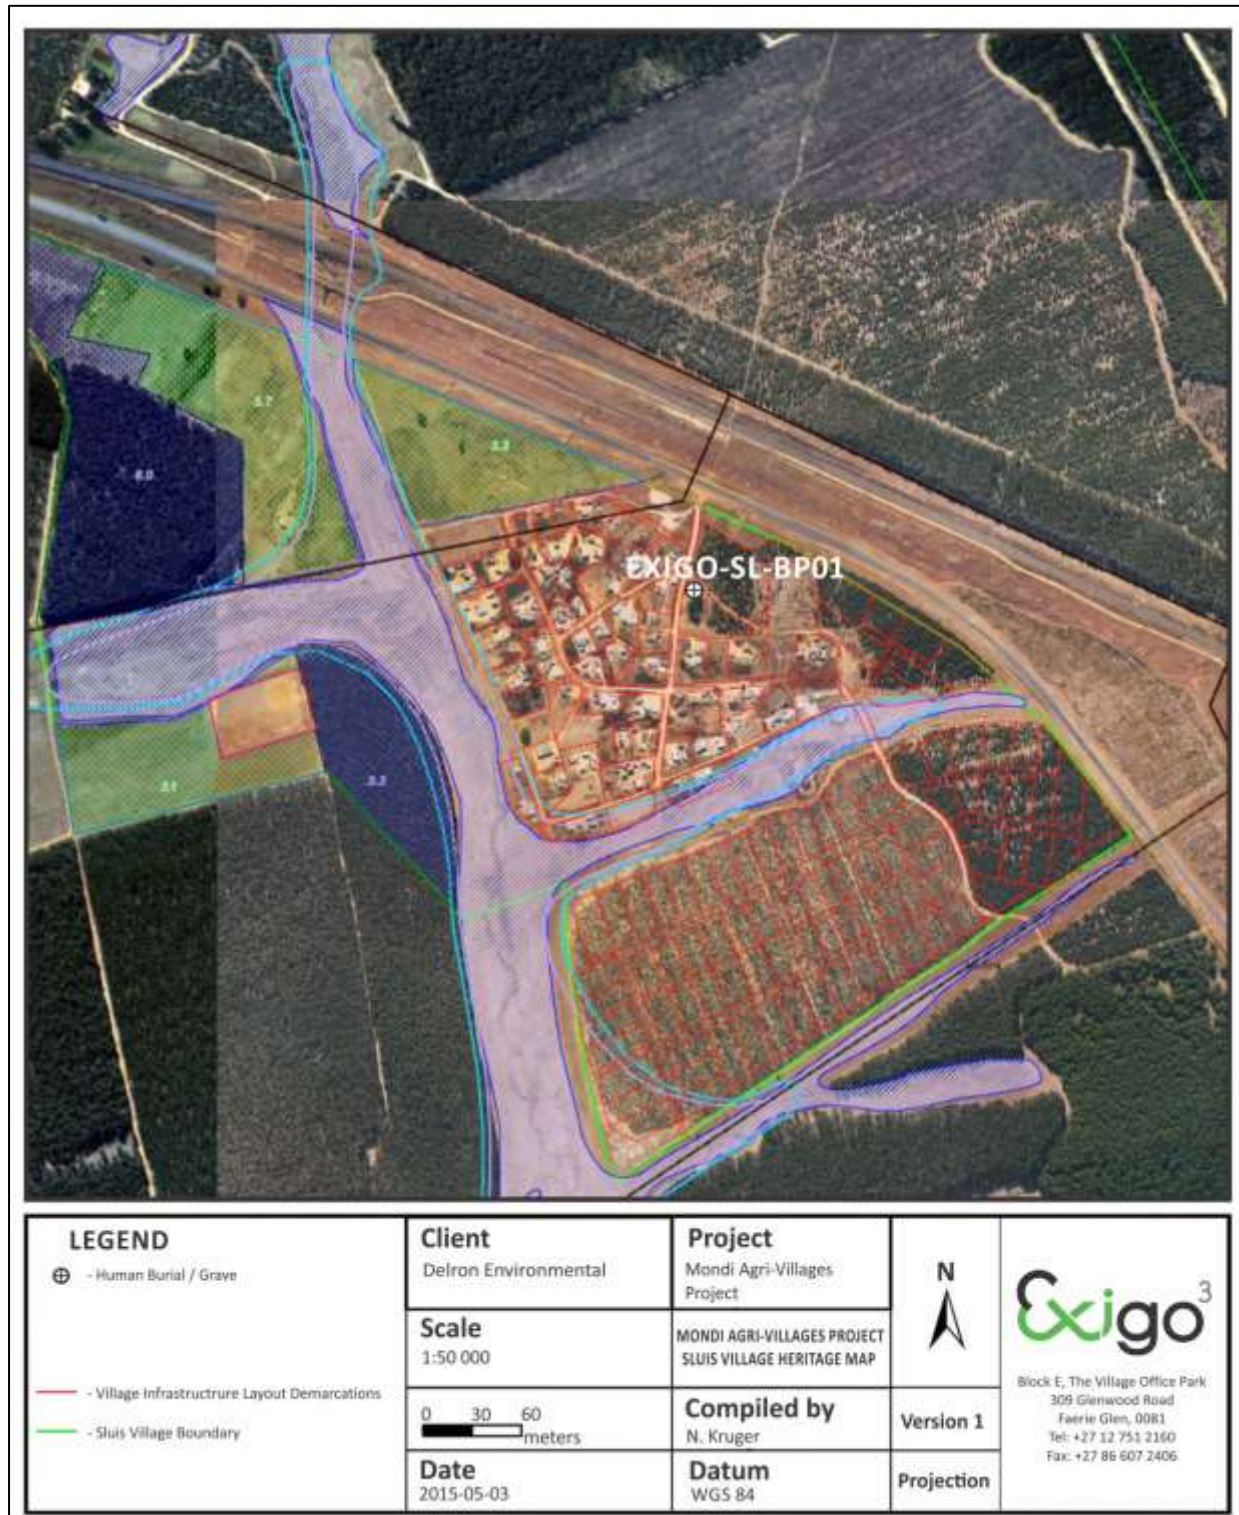 EXIGO-SL-BP01
LEGEND
- Human Burial / Grave
- Village Infrastructrure Layout Demarcations
- Sluis Village Boundary
Client
Delron Environmental
Project
Mondi Agri-Villages
Project
Scale
1:50 000
MONDI AGRI-VILLAGES PROJECT
SLUIS VILLAGE HERITAGE MAP
0 30 60
meters
Compiled by
N. Kruger
Date
2015-05-03
Datum
WGS 84
N
Version 1
Projection
Exigo3
Block E, The Village Office Park
309 Glenwood Road
Faerie Glen, 0081
Tel: +27 12 751 2160
Fax: +27 86 607 2406